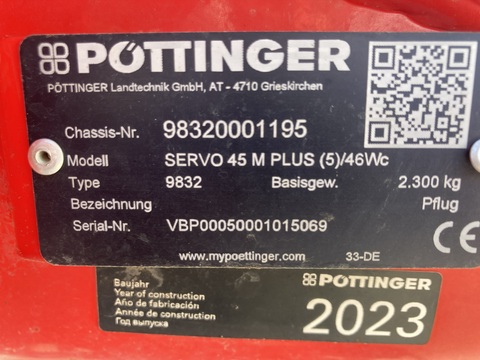 PÖTTINGER
PÖTTINGER Landtechnik GmbH, AT - 4710 Grieskirchen
Chassis-Nr. 98320001195
Modell SERVO 45 M PLUS (5)/46Wc
Type 9832 Basisgew. 2.300 kg
Bezeichnung Pflug
Serial-Nr. VBP00050001015069
www.mypoettinger.com 33-DE CE
Baujahr PÖTTINGER
Year of construction
Año de fabricación
Année de construction
Год выпуска
2023